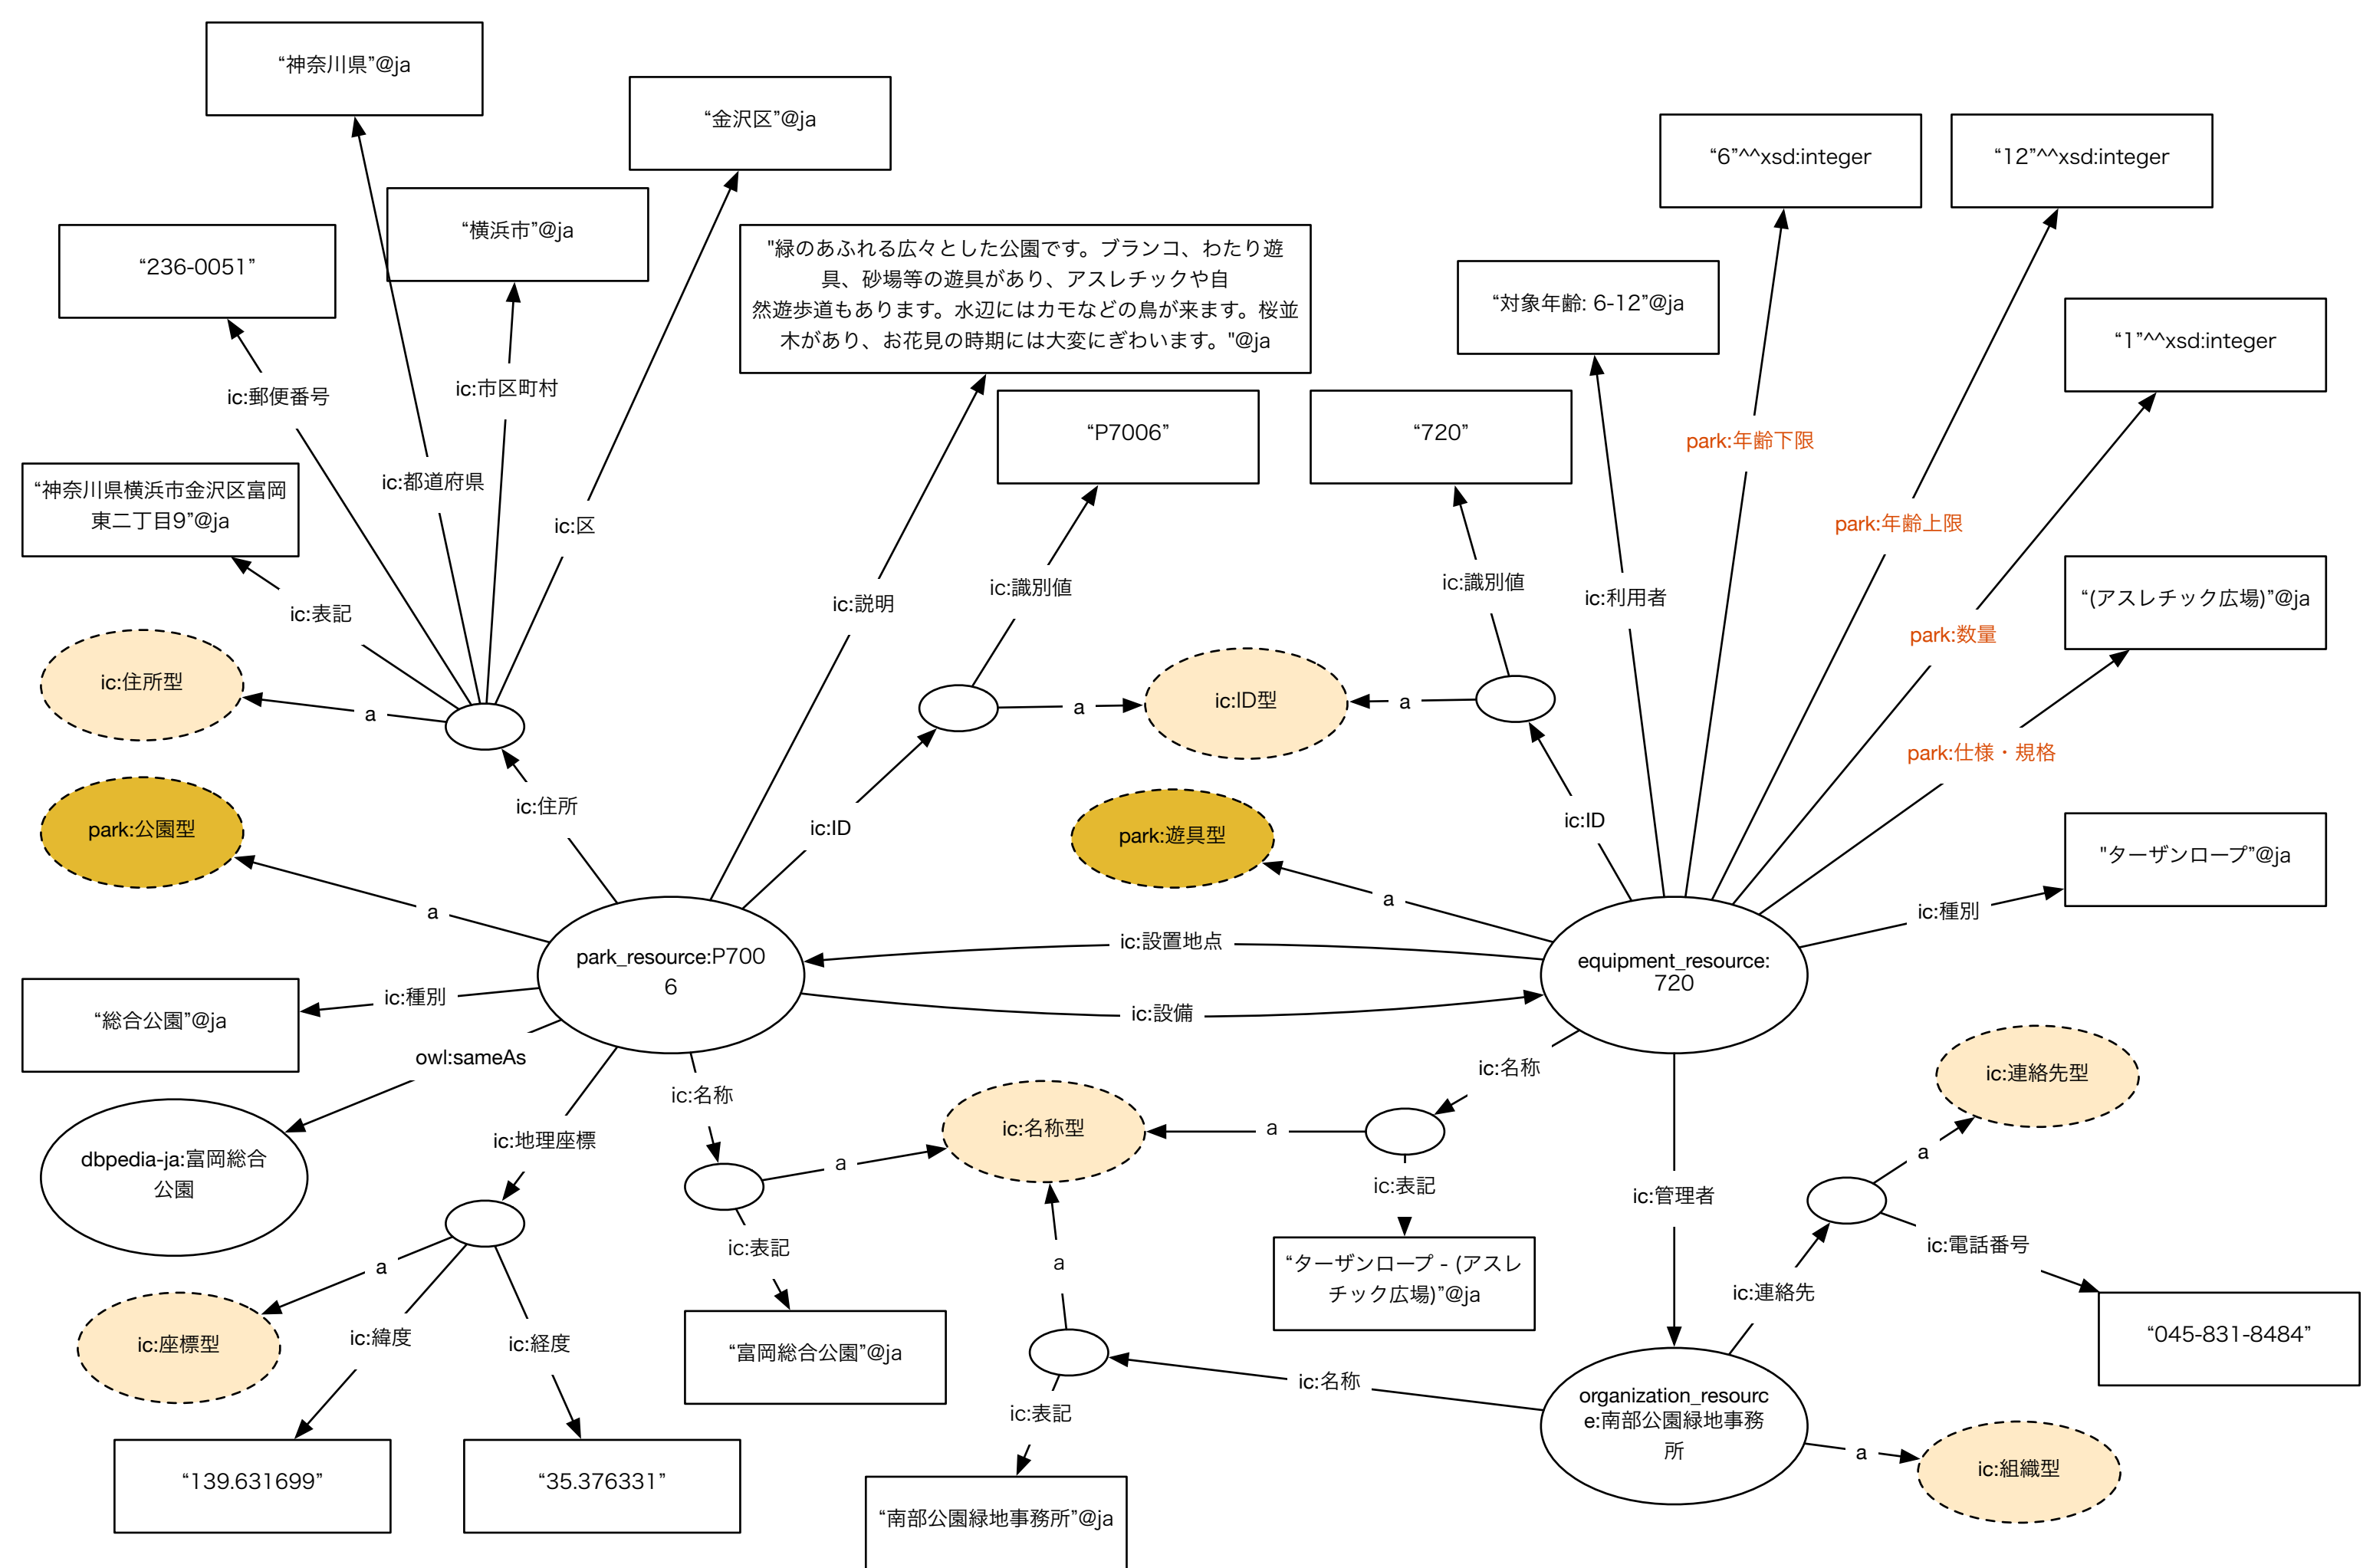 “神奈川県”@ja
“金沢区”@ja
“6”^^xsd:integer
“12”^^xsd:integer
“横浜市”@ja
“236-0051”
"緑のあふれる広々とした公園です。ブランコ、わたり遊
具、砂場等の遊具があり、アスレチックや自
然遊歩道もあります。水辺にはカモなどの鳥が来ます。桜並
木があり、お花見の時期には大変にぎわいます。"@ja
“対象年齢: 6-12”@ja
“1”^^xsd:integer
ic:郵便番号
ic:市区町村
“P7006”
“720”
park:年齢下限
ic:都道府県
“神奈川県横浜市金沢区富岡
東二丁目9”@ja
ic:区
park:年齢上限
ic:表記
ic:説明
ic:識別値
ic:識別値
ic:利用者
“(アスレチック広場)”@ja
park:数量
ic:住所型
a
a
ic:ID型
a
park:仕様・規格
ic:住所
ic:ID
ic:ID
park:公園型
park:遊具型
"ターザンロープ”@ja
a
a
ic:種別
ic:設置地点
park_resource:P700
6
equipment_resource:
720
ic:種別
“総合公園”@ja
ic:設備
owl:sameAs
ic:名称
ic:名称
ic:連絡先型
ic:地理座標
ic:名称型
a
a
a
dbpedia-ja:富岡総合
公園
ic:表記
ic:管理者
ic:表記
ic:電話番号
a
a
“ターザンロープ - (アスレ
チック広場)”@ja
ic:連絡先
ic:座標型
ic:緯度
ic:経度
“富岡総合公園”@ja
“045-831-8484”
ic:名称
ic:表記
organization_resourc
e:南部公園緑地事務
所
a
ic:組織型
“139.631699”
“35.376331”
“南部公園緑地事務所”@ja